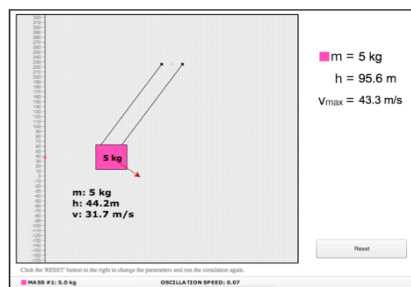 m = 5 kg
h = 95.6 m
vmax = 43.3 m/s
5 kg
m: 5 kg
h: 44.2m
v: 31.7 m/s
Reset
Click the 'RESET' button to the right to change the parameters and run the simulation again.
MASS #1: 5.0 kg
OSCILLATION SPEED: 0.07